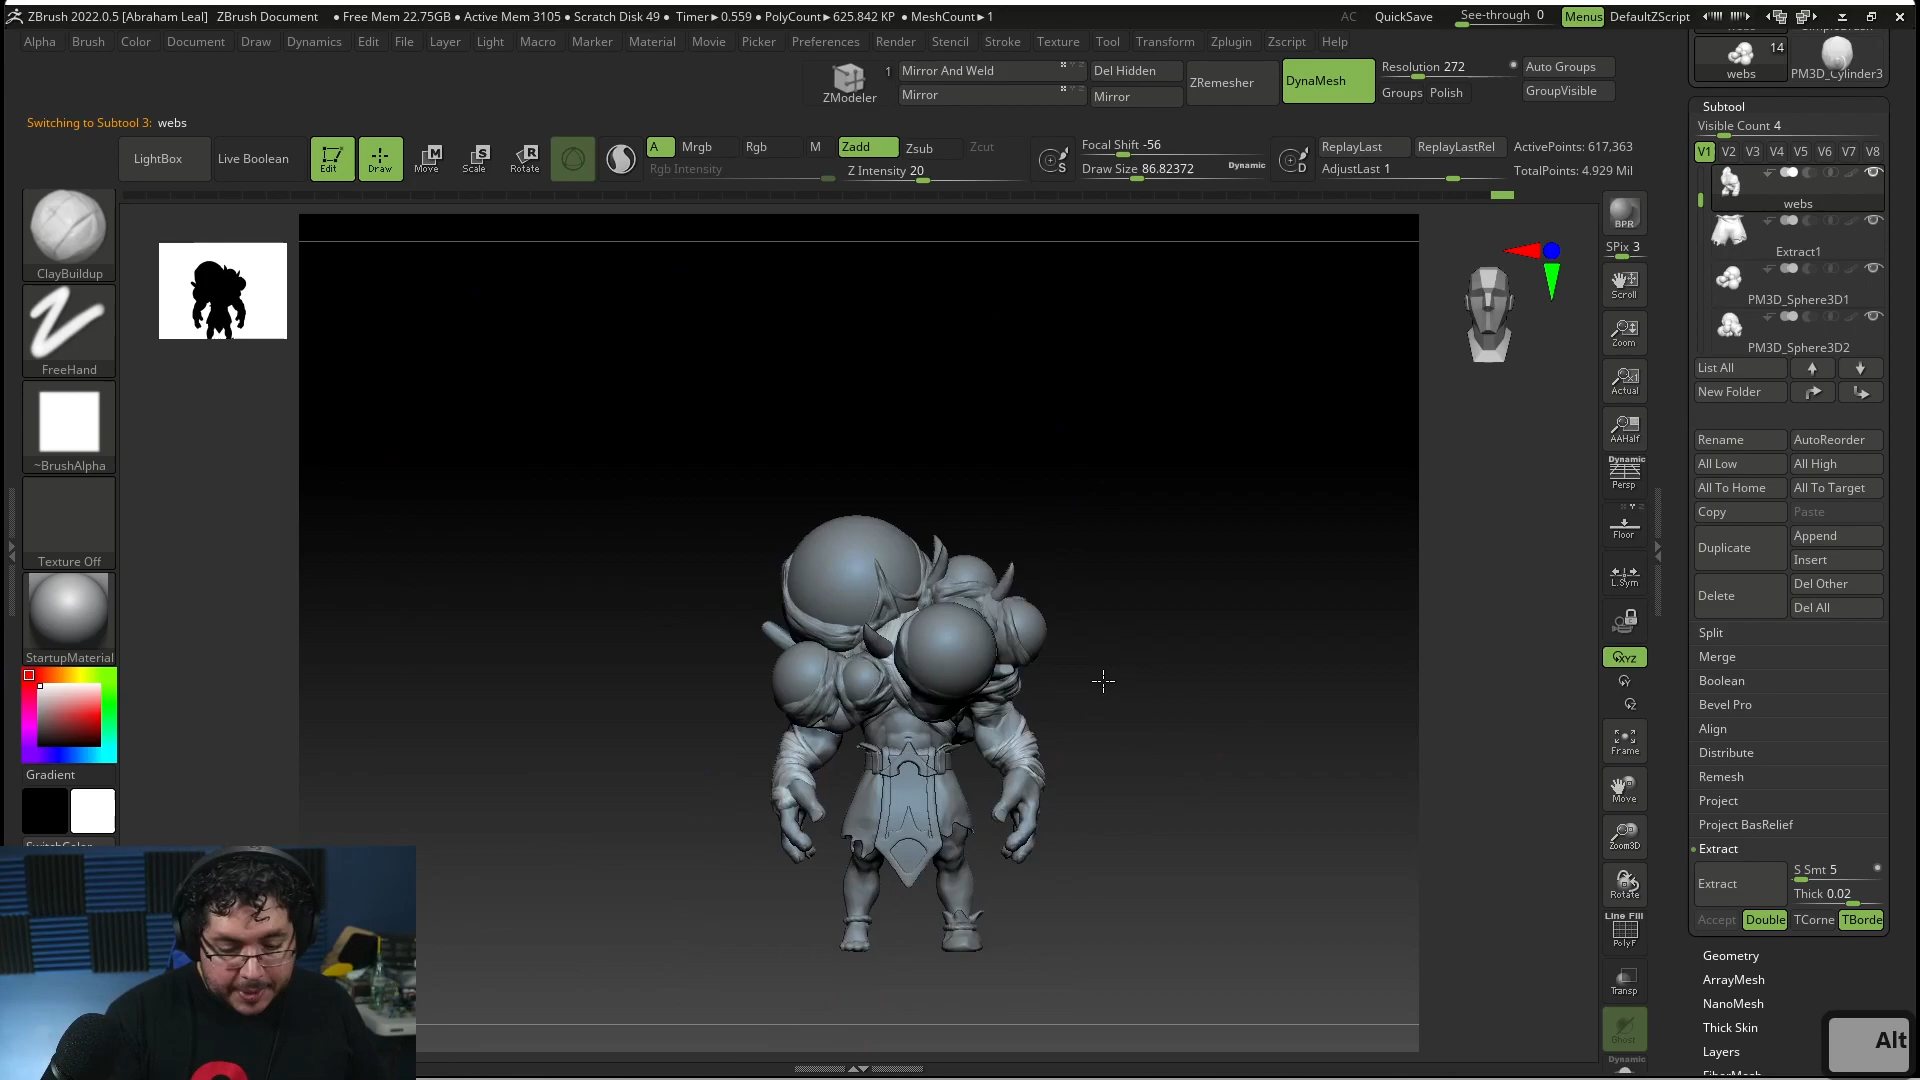 ZBrush 2022.0.5 [Abraham Leal] ZBrush Document ● Free Mem 22.75GB ● Active Mem 3105 ● Scratch Disk 49 ● Timer►0.559 ● PolyCount►625.842 KP ● MeshCount►1 AC QuickSave See-through 0 Menus DefaultZScript
Alpha Brush Color Document Draw Dynamics Edit File Layer Light Macro Marker Material Movie Picker Preferences Render Stencil Stroke Texture Tool Transform Zplugin Zscript Help
14
webs PM3D_Cylinder3
1 ZModeler
Mirror And Weld
Mirror
Del Hidden
Mirror
ZRemesher
DynaMesh
Resolution 272
Groups Polish
Auto Groups
GroupVisible
Switching to Subtool 3: webs
LightBox
Live Boolean
Edit
Draw
Move
Scale
Rotate
A Mrgb Rgb M Zadd Zsub Zcut
Rgb Intensity
Z Intensity 20
S
Focal Shift -56
Draw Size 86.82372 Dynamic
D
ReplayLast ReplayLastRel
AdjustLast 1
ActivePoints: 617,363
TotalPoints: 4.929 Mil
ClayBuildup
FreeHand
~BrushAlpha
Texture Off
StartupMaterial
Gradient
BPR
SPix 3
Scroll
Zoom
Actual
AAHalf
Dynamic
Persp
Floor
L.Sym
XYZ
Y
Z
Frame
Move
Zoom3D
Rotate
Line Fill
PolyF
Transp
Ghost
Dynamic
Subtool
Visible Count 4
V1 V2 V3 V4 V5 V6 V7 V8
webs
Extract1
PM3D_Sphere3D1
PM3D_Sphere3D2
List All
New Folder
Rename AutoReorder
All Low All High
All To Home All To Target
Copy Paste
Duplicate Append
Insert
Delete Del Other
Del All
Split
Merge
Boolean
Bevel Pro
Align
Distribute
Remesh
Project
Project BasRelief
Extract
Extract S Smt 5
Thick 0.02
Accept Double TCorne TBorde
Geometry
ArrayMesh
NanoMesh
Thick Skin
Layers
Alt